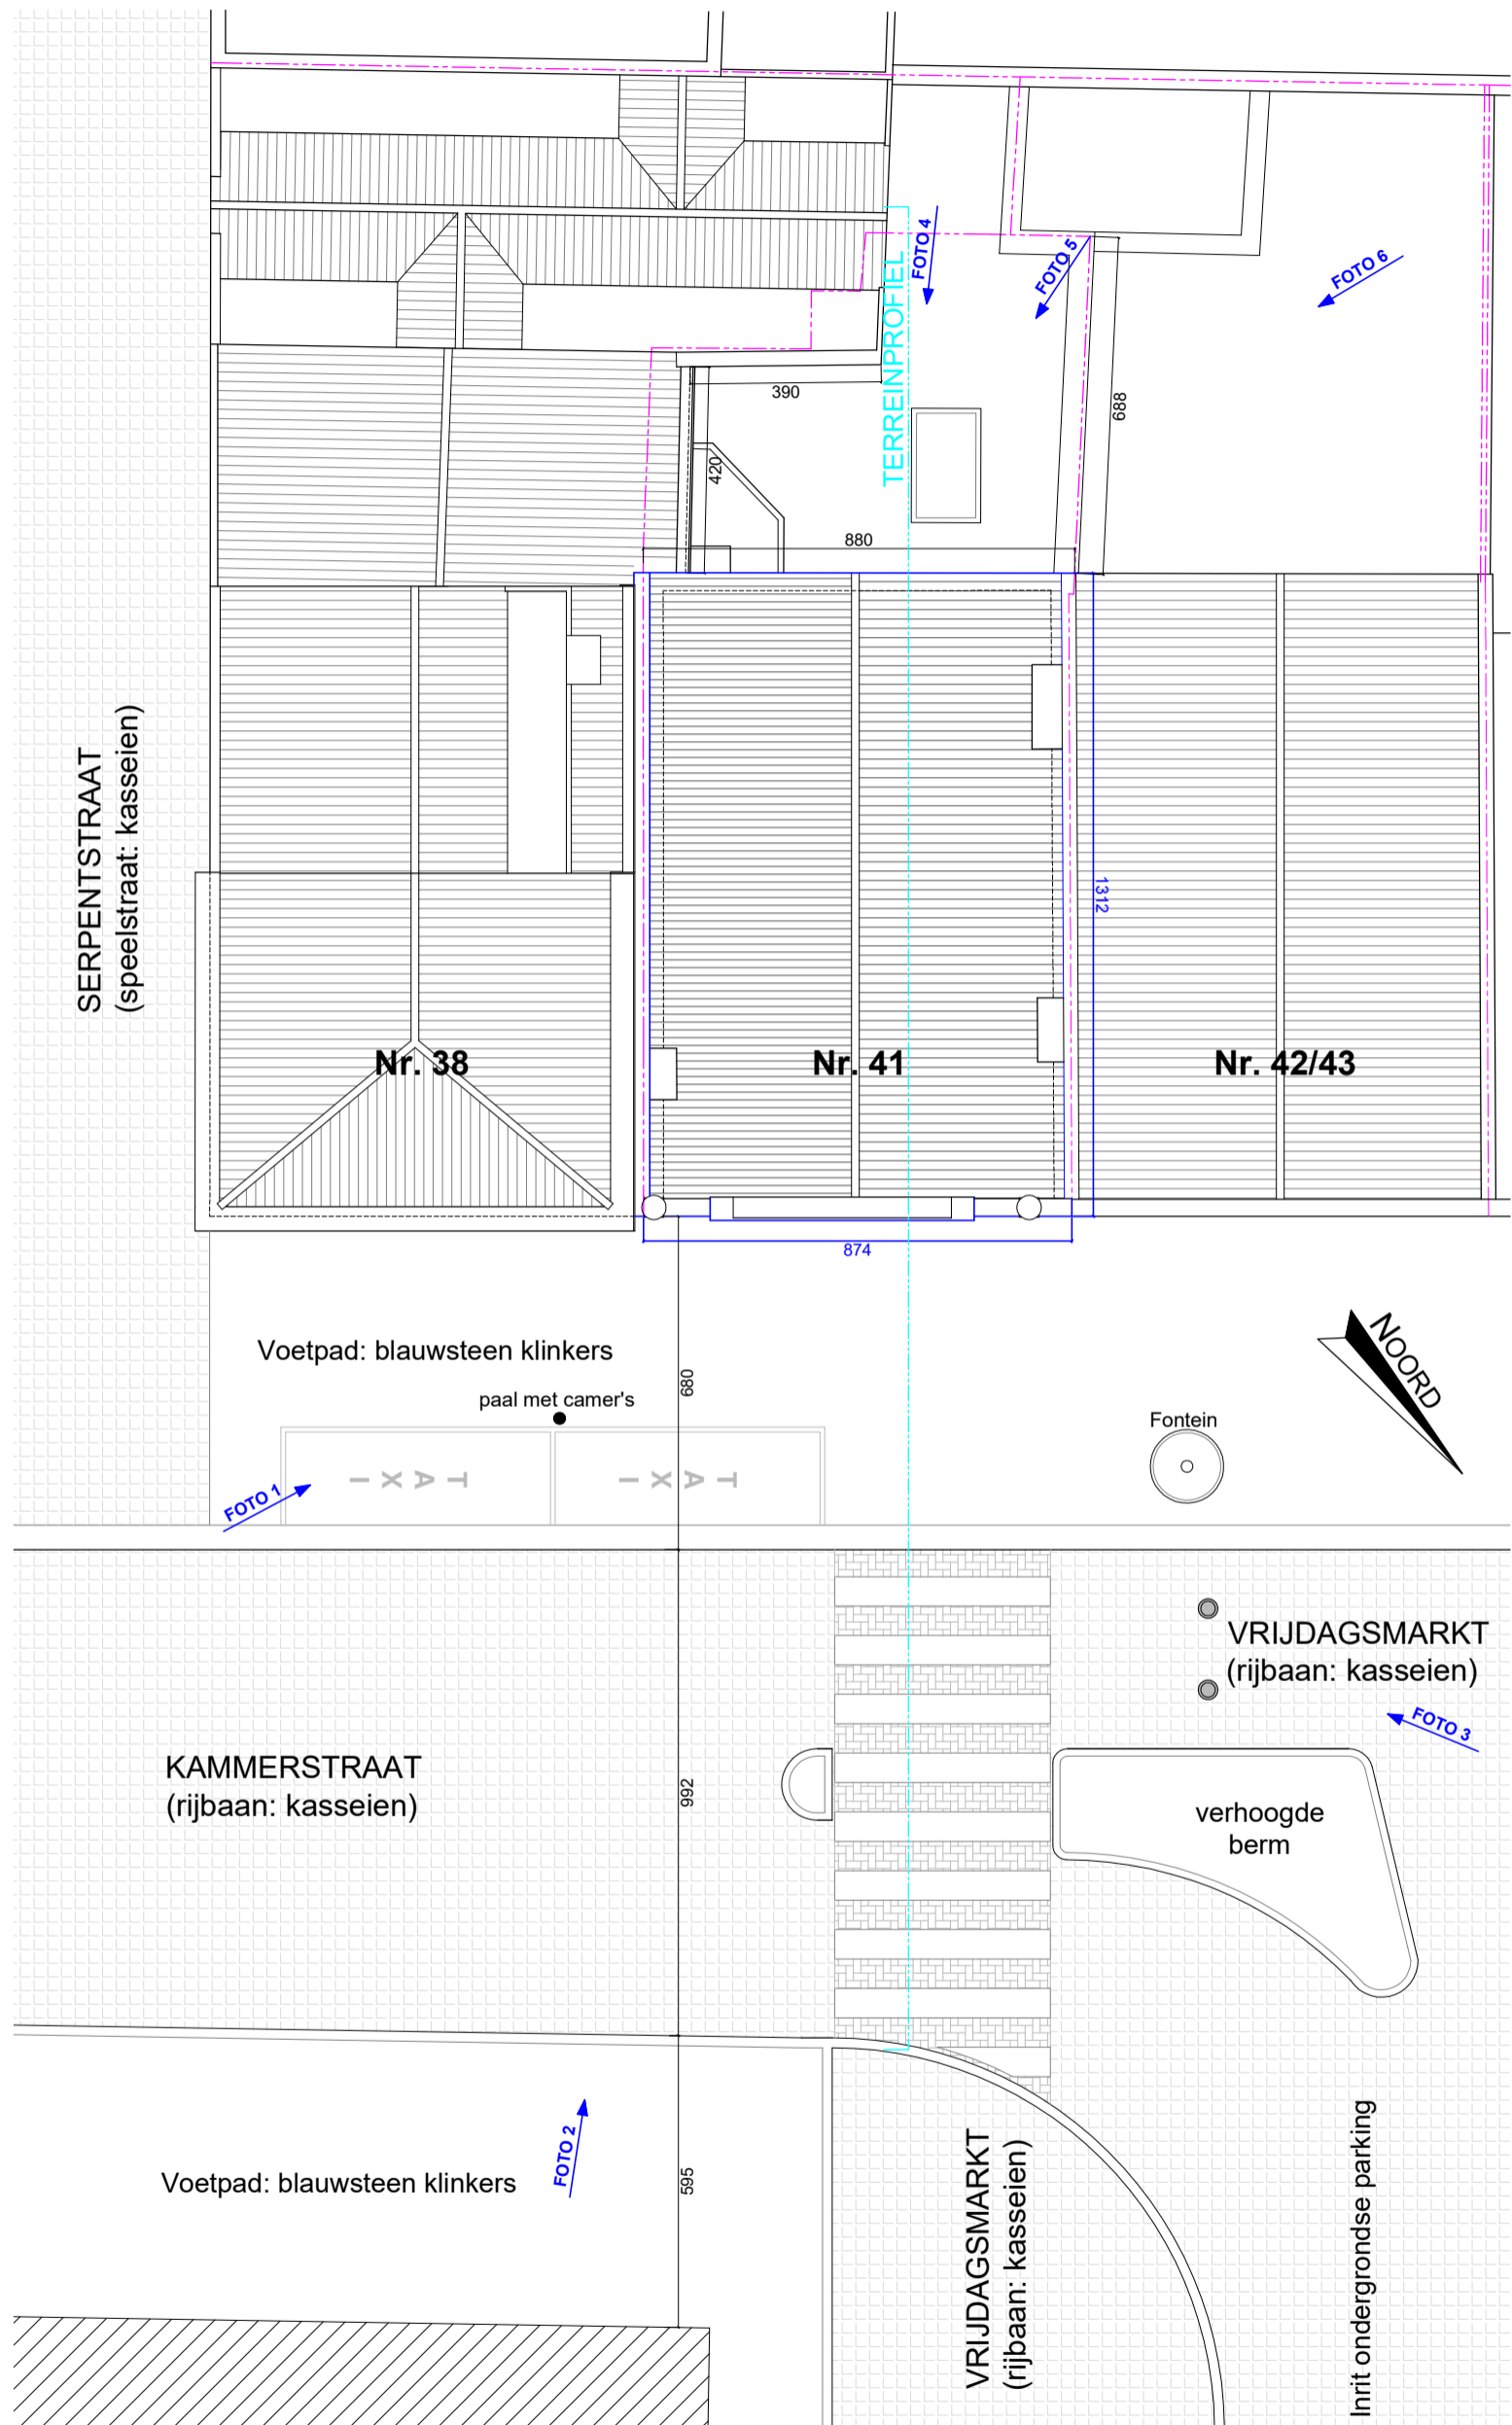 FOTO 4
FOTO 5
FOTO 6
TERREINPROFIEL
390
688
420
880
SERPENTSTRAAT
(speelstraat: kasseien)
1312
Nr. 38
Nr. 41
Nr. 42/43
874
Voetpad: blauwsteen klinkers
680
NOORD
paal met camer's
Fontein
TAXI
TAXI
FOTO 1
VRIJDAGSMARKT
(rijbaan: kasseien)
FOTO 3
KAMMERSTRAAT
(rijbaan: kasseien)
992
verhoogde
berm
FOTO 2
Voetpad: blauwsteen klinkers
595
VRIJDAGSMARKT
(rijbaan: kasseien)
Inrit ondergrondse parking